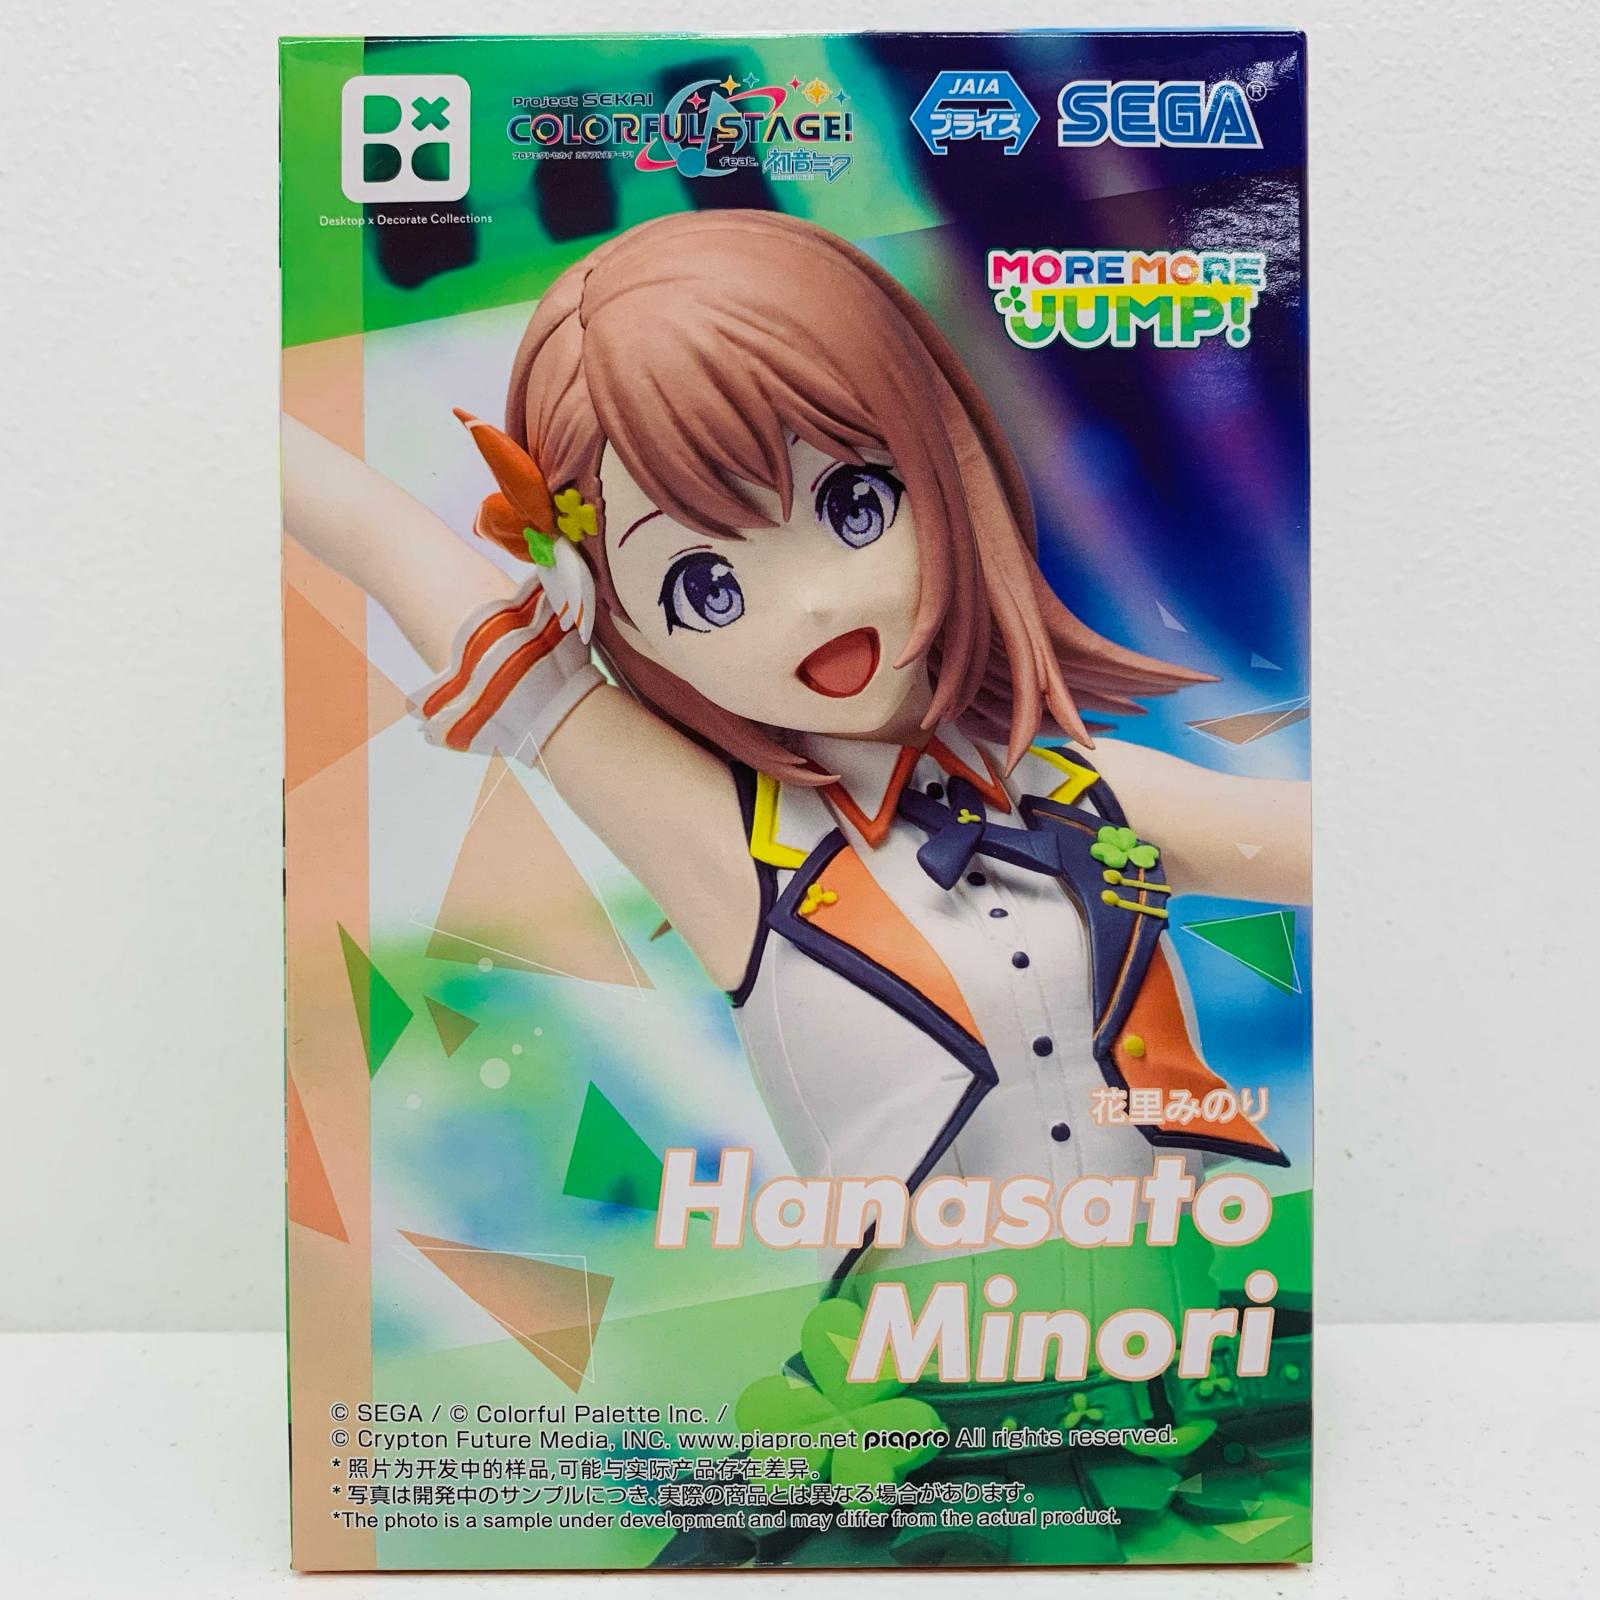 Desktop x Decorate Collections
Project SEKAI
COLORFUL STAGE!
プロジェクトセカイ カラフルステージ!
feat. 初音ミク
JAIA
プライズ
SEGA®
MORE MORE
JUMP!
花里みのり
Hanasato
Minori
© SEGA / © Colorful Palette Inc. /
© Crypton Future Media, INC. www.piapro.net piapro All rights reserved.
* 照片为开发中的样品,可能与实际产品存在差异。
* 写真は開発中のサンプルにつき、実際の商品とは異なる場合があります。
*The photo is a sample under development and may differ from the actual product.